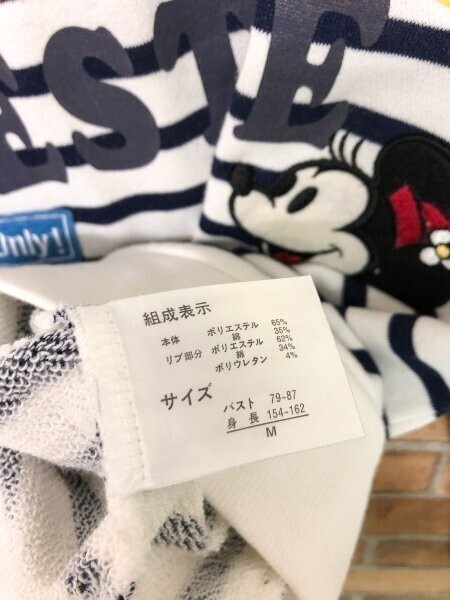 ESTE
only!
組成表示
本体 ポリエステル 65%
綿 35%
リブ部分 ポリエステル 62%
綿 34%
ポリウレタン 4%
サイズ
バスト 79-87
身長 154-162
M